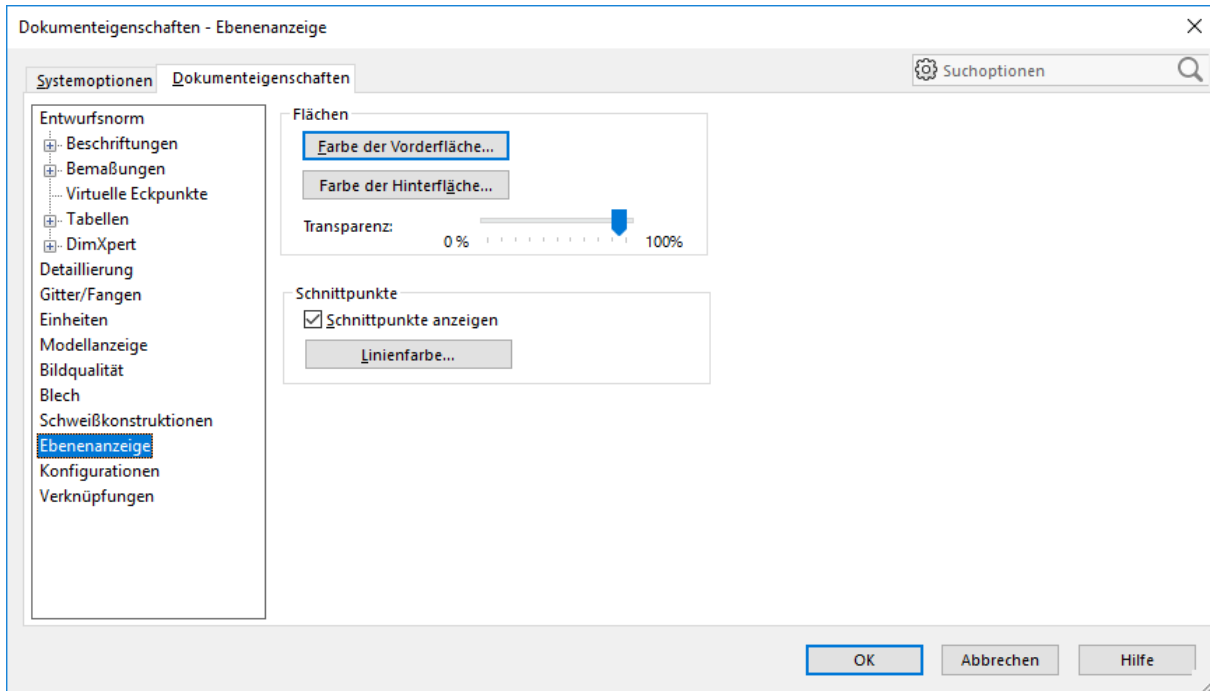 Dokumenteigenschaften - Ebenenanzeige
Systemoptionen Dokumenteigenschaften
Suchoptionen
Entwurfsnorm
Beschriftungen
Bemaßungen
Virtuelle Eckpunkte
Tabellen
DimXpert
Detaillierung
Gitter/Fangen
Einheiten
Modellanzeige
Bildqualität
Blech
Schweißkonstruktionen
Ebenenanzeige
Konfigurationen
Verknüpfungen
Flächen
Farbe der Vorderfläche...
Farbe der Hinterfläche...
Transparenz:
0 % 100%
Schnittpunkte
Schnittpunkte anzeigen
Linienfarbe...
OK Abbrechen Hilfe